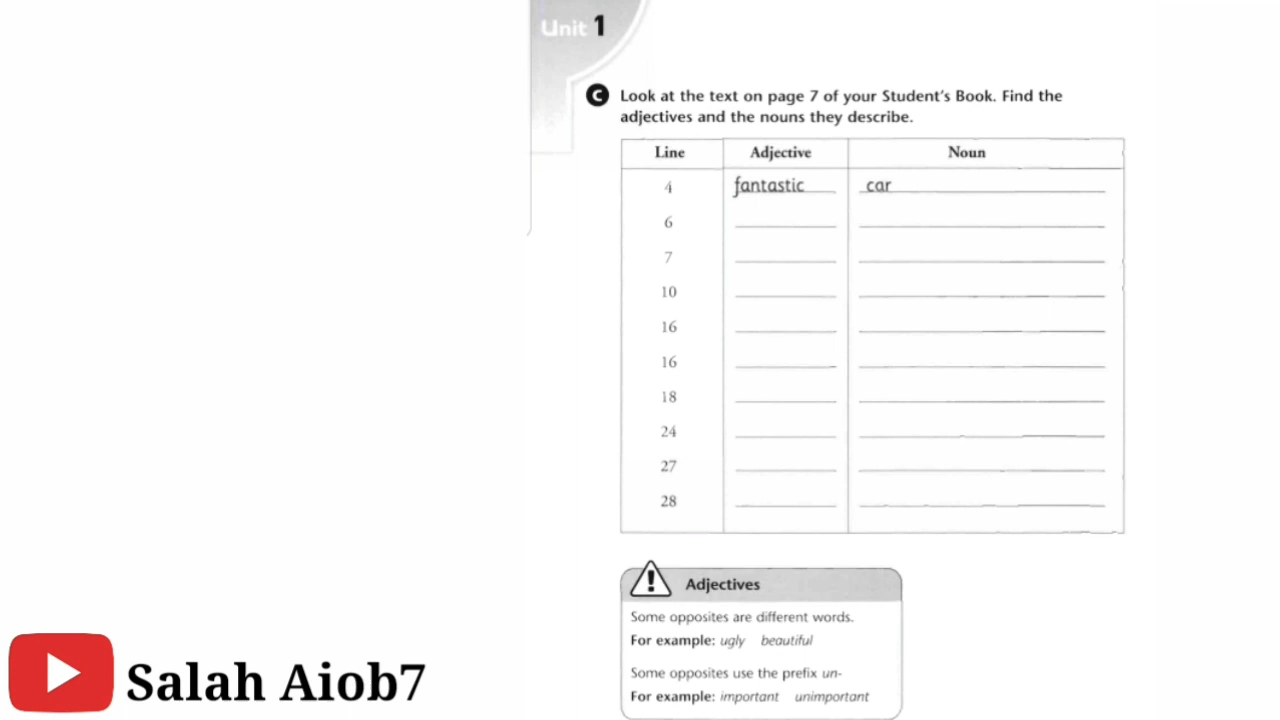 Unit 1
C Look at the text on page 7 of your Student's Book. Find the
adjectives and the nouns they describe.
Line Adjective Noun
4 fantastic car
6
7
10
16
16
18
24
27
28
! Adjectives
Some opposites are different words.
For example: ugly beautiful
Some opposites use the prefix un-
For example: important unimportant
Salah Aiob7